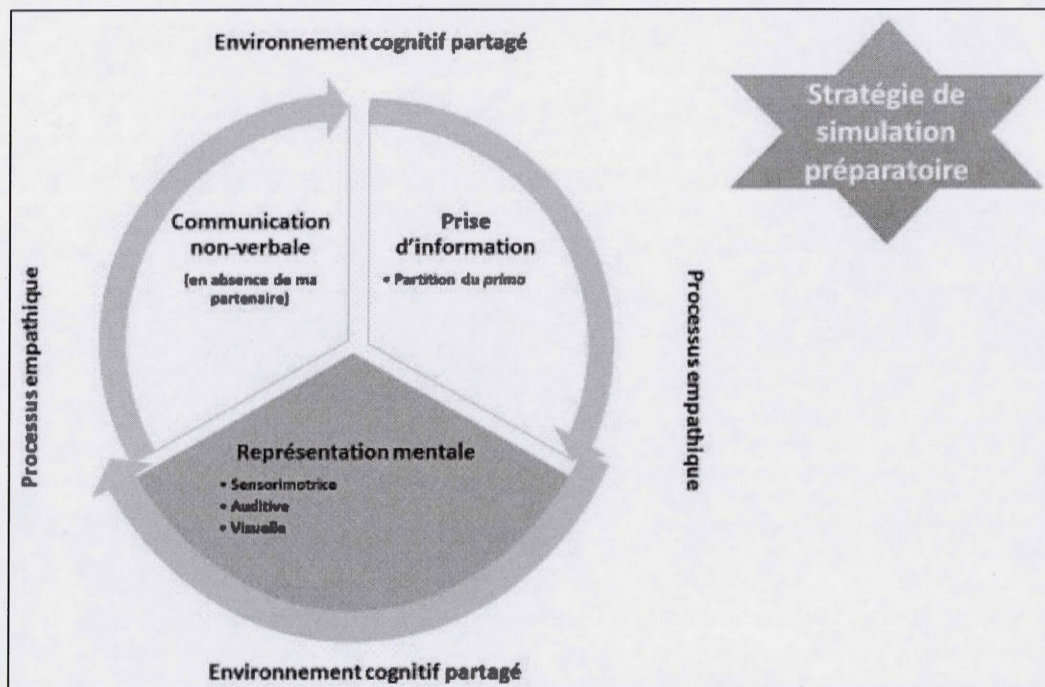 Environnement cognitif partagé
Stratégie de
simulation
préparatoire
Communication
non-verbale
(en absence de ma
partenaire)
Prise
d'information
• Partition du primo
Processus empathique
Processus empathique
Représentation mentale
• Sensorimotrice
• Auditive
• Visuelle
Environnement cognitif partagé